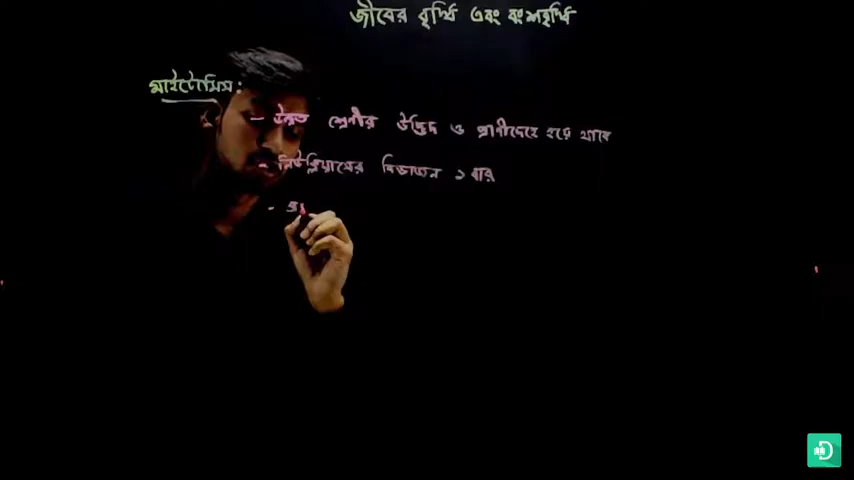 জীবের বৃদ্ধি এবং বংশবৃদ্ধি
মাইটোসিস:
- উন্নত শ্রেণীর উদ্ভিদ ও প্রাণীদেহে হয়ে থাকে
- নিউক্লিয়াসের বিভাজন ১ বার
-